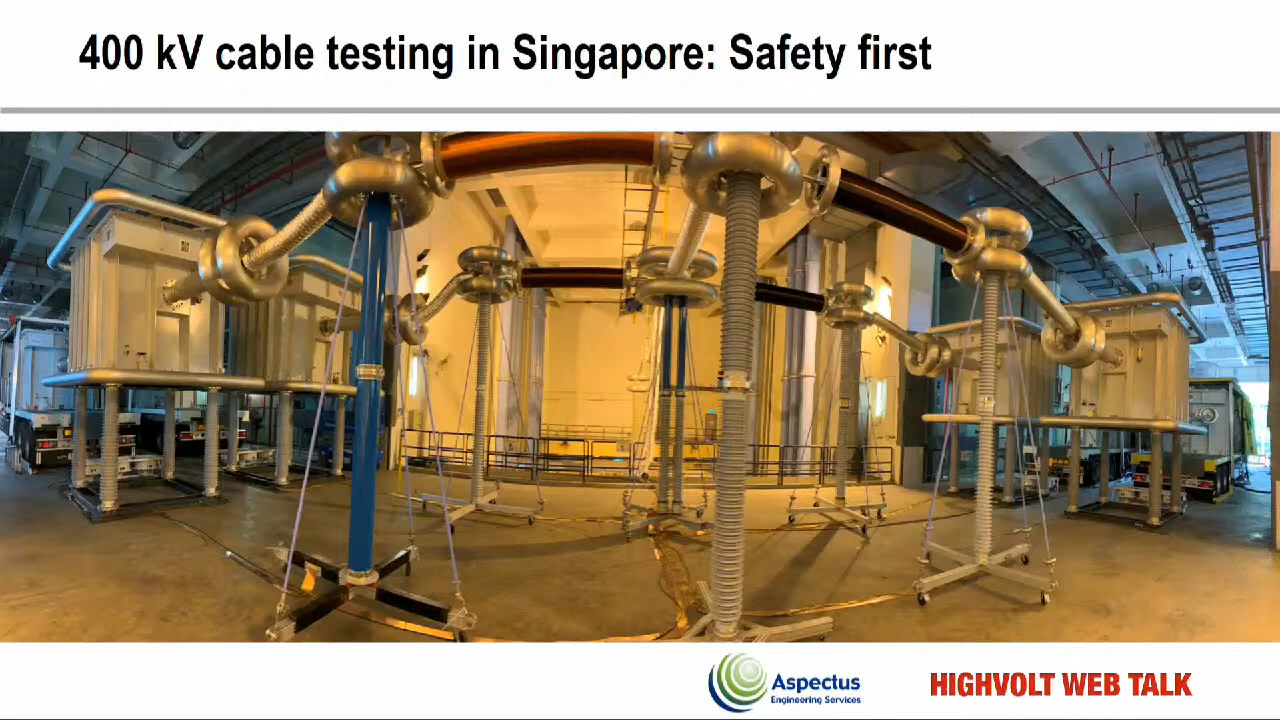 400 kV cable testing in Singapore: Safety first
Aspectus
Engineering Services
HIGHVOLT WEB TALK